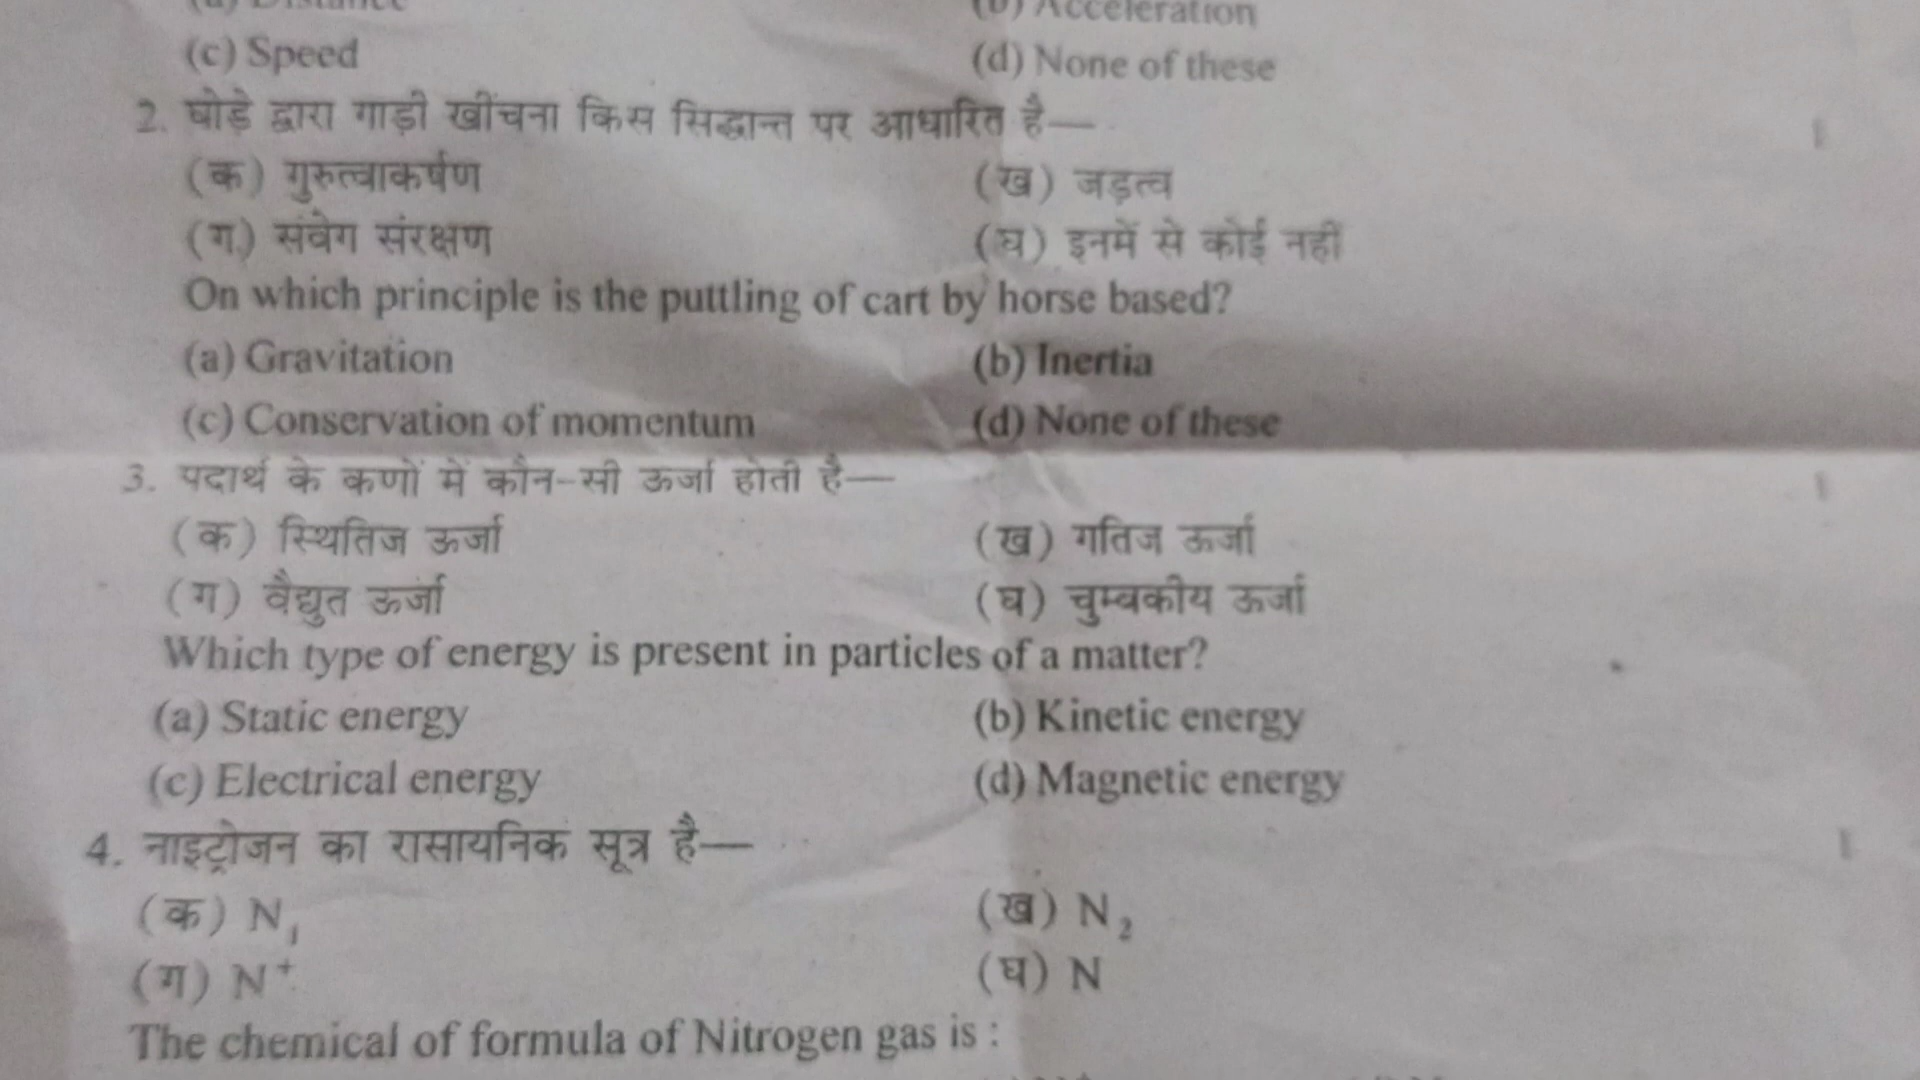 (a) Distance (b) Acceleration
(c) Speed (d) None of these
2. घोड़े द्वारा गाड़ी खींचना किस सिद्धान्त पर आधारित है—
(क) गुरुत्वाकर्षण (ख) जड़त्व
(ग) संवेग संरक्षण (घ) इनमें से कोई नहीं
On which principle is the puttling of cart by horse based?
(a) Gravitation (b) Inertia
(c) Conservation of momentum (d) None of these
3. पदार्थ के कणों में कौन-सी ऊर्जा होती है—
(क) स्थितिज ऊर्जा (ख) गतिज ऊर्जा
(ग) वैद्युत ऊर्जा (घ) चुम्बकीय ऊर्जा
Which type of energy is present in particles of a matter?
(a) Static energy (b) Kinetic energy
(c) Electrical energy (d) Magnetic energy
4. नाइट्रोजन का रासायनिक सूत्र है—
(क) N₁ (ख) N₂
(ग) N⁺ (घ) N
The chemical of formula of Nitrogen gas is :